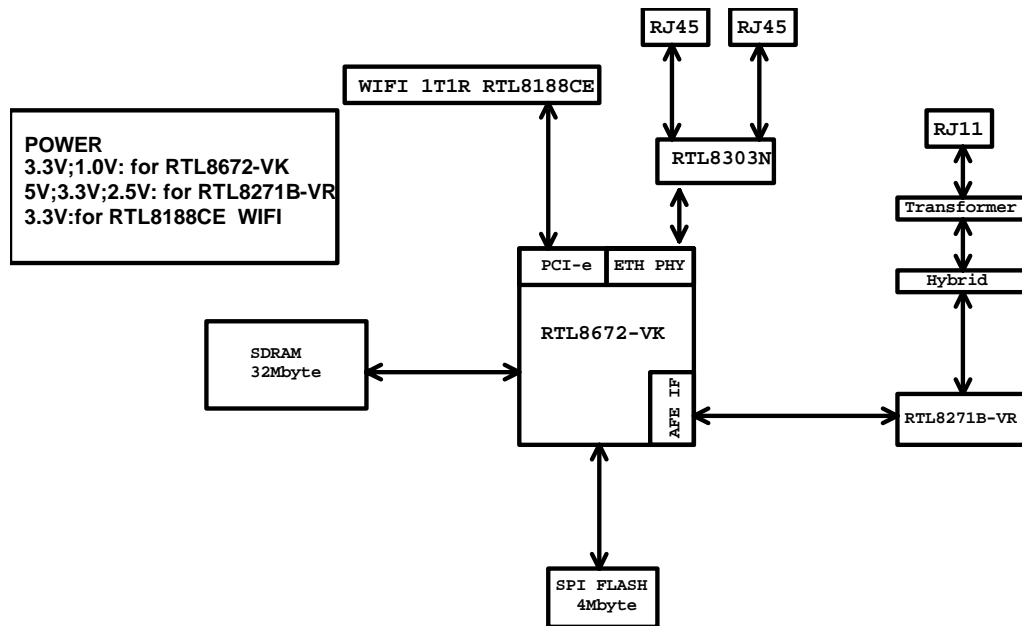 RJ45
RJ45
WIFI 1T1R RTL8188CE
POWER
3.3V;1.0V: for RTL8672-VK
5V;3.3V;2.5V: for RTL8271B-VR
3.3V:for RTL8188CE WIFI
RJ11
RTL8303N
Transformer
PCI-e
ETH PHY
Hybrid
RTL8672-VK
SDRAM
32Mbyte
AFE IF
RTL8271B-VR
SPI FLASH
4Mbyte